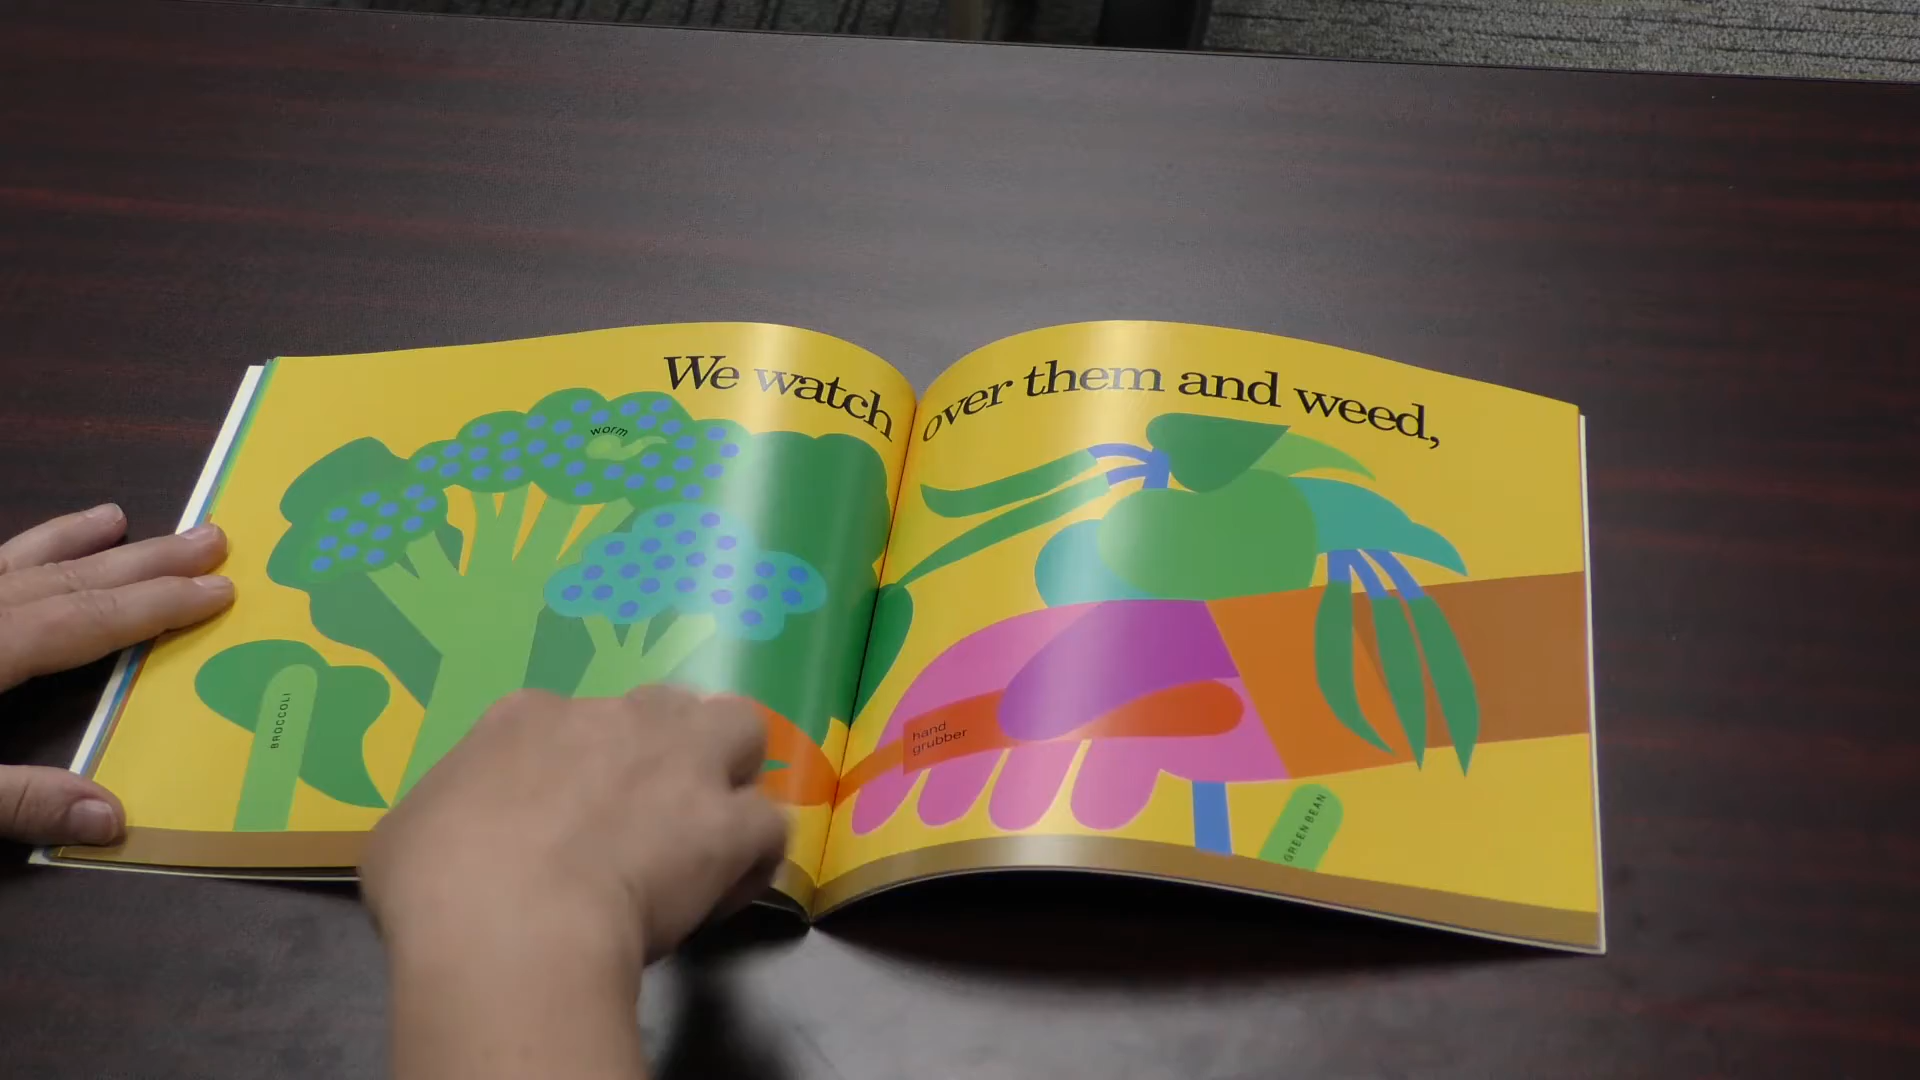 We watch over them and weed,
worm
BROCCOLI
hand
grubber
GREEN BEAN